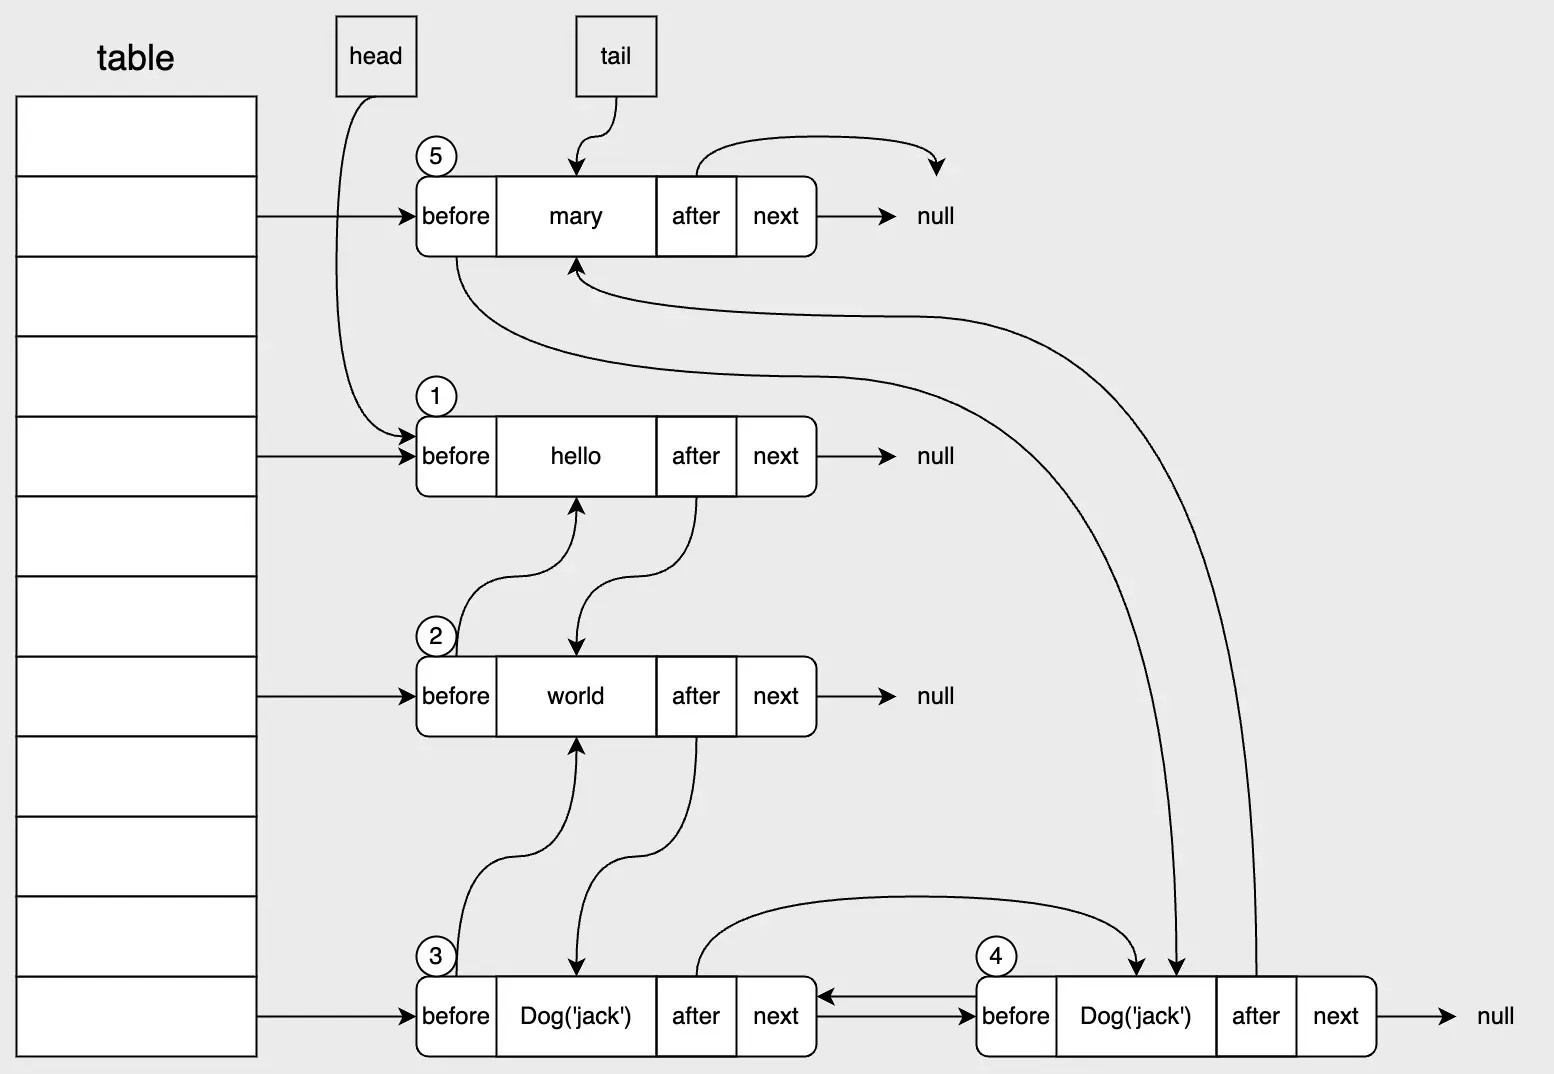 table
head
tail
5
before mary after next null
1
before hello after next null
2
before world after next null
3
4
before Dog('jack') after next before Dog('jack') after next null